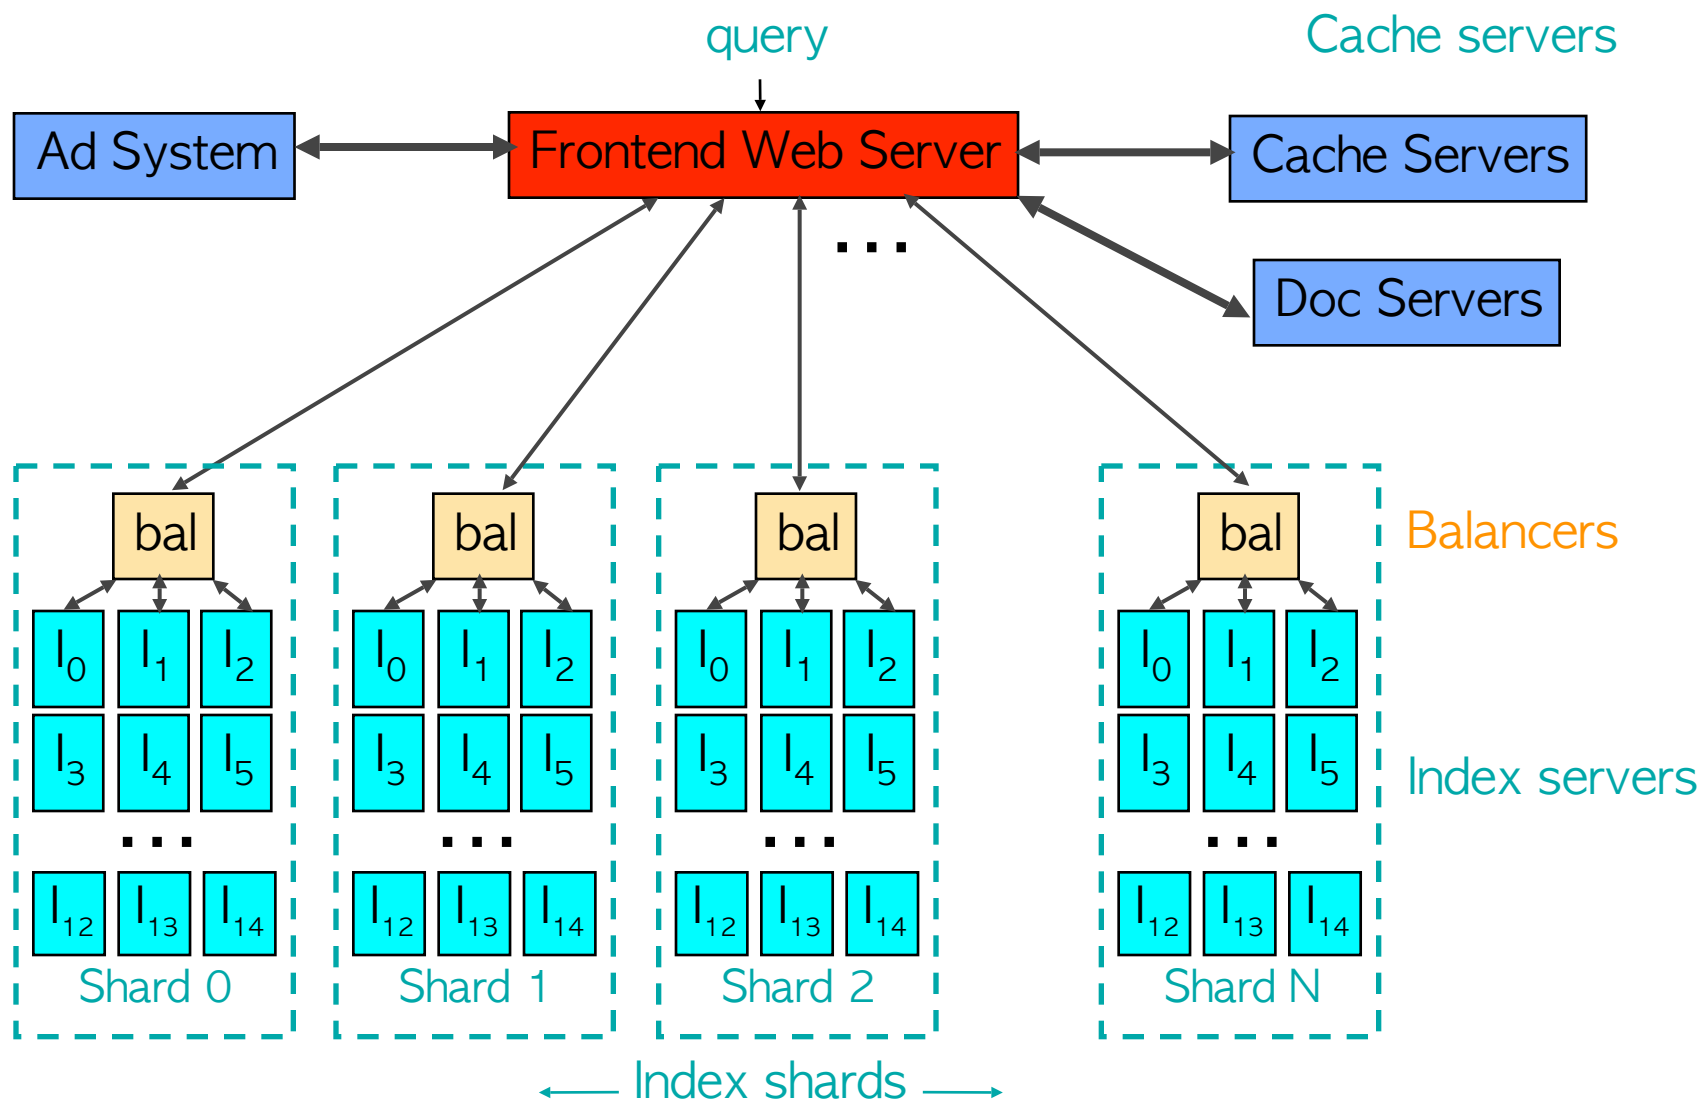 query
Cache servers
Ad System
Frontend Web Server
Cache Servers
Doc Servers
...
bal bal bal bal
Balancers
I0 I1 I2 I0 I1 I2 I0 I1 I2 I0 I1 I2
I3 I4 I5 I3 I4 I5 I3 I4 I5 I3 I4 I5
Index servers
... ... ... ...
I12 I13 I14 I12 I13 I14 I12 I13 I14 I12 I13 I14
Shard 0 Shard 1 Shard 2 Shard N
Index shards